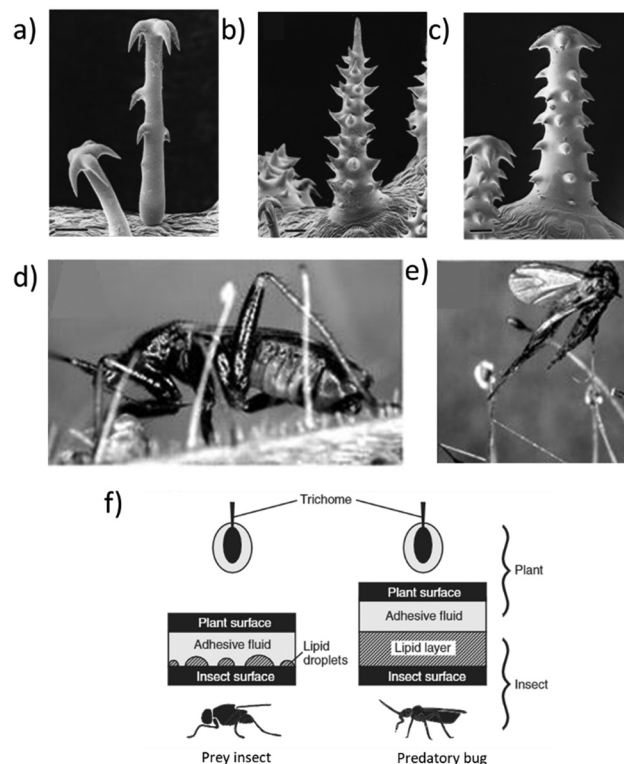 a)
b)
c)
d)
e)
f)
Trichome
Plant surface
Adhesive fluid
Lipid droplets
Insect surface
Prey insect
Plant surface
Adhesive fluid
Lipid layer
Insect surface
Predatory bug
Plant
Insect